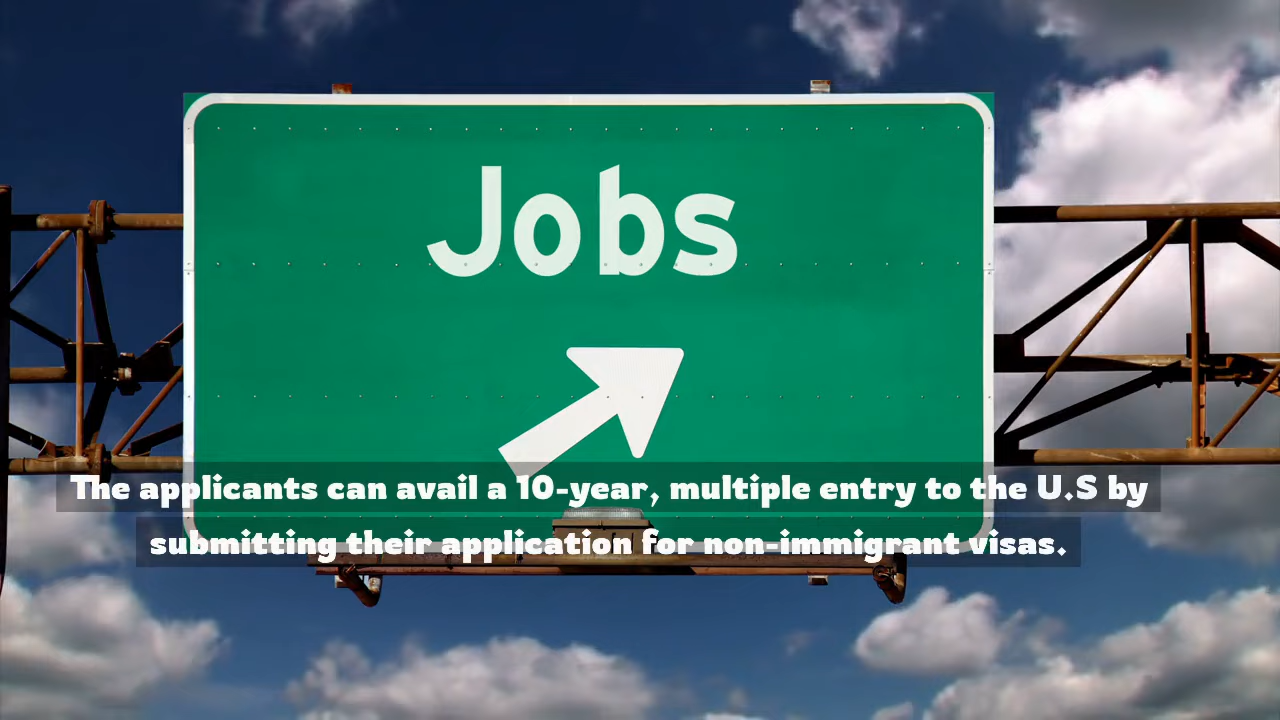 Jobs
The applicants can avail a 10-year, multiple entry to the U.S by
submitting their application for non-immigrant visas.